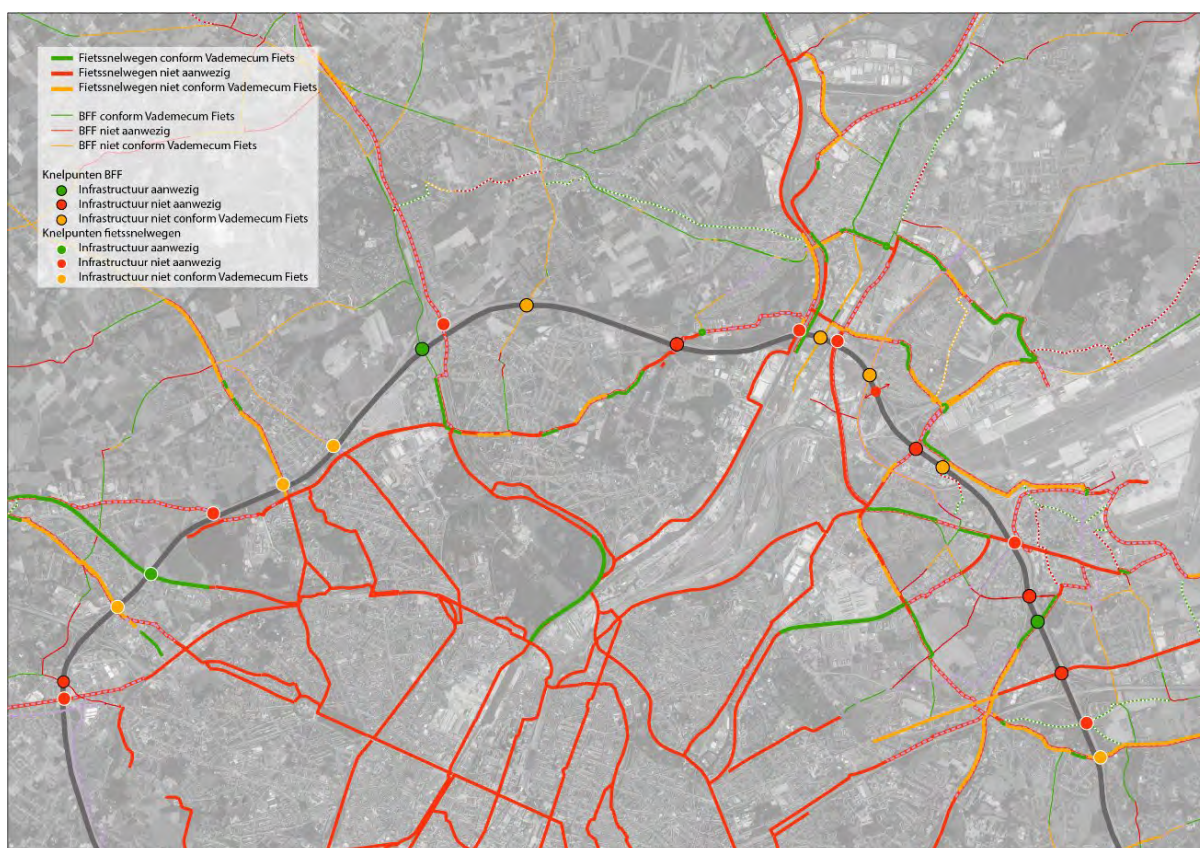 Fietssnelwegen conform Vademecum Fiets
Fietssnelwegen niet aanwezig
Fietssnelwegen niet conform Vademecum Fiets
BFF conform Vademecum Fiets
BFF niet aanwezig
BFF niet conform Vademecum Fiets
Knelpunten BFF
Infrastructuur aanwezig
Infrastructuur niet aanwezig
Infrastructuur niet conform Vademecum Fiets
Knelpunten fietssnelwegen
Infrastructuur aanwezig
Infrastructuur niet aanwezig
Infrastructuur niet conform Vademecum Fiets